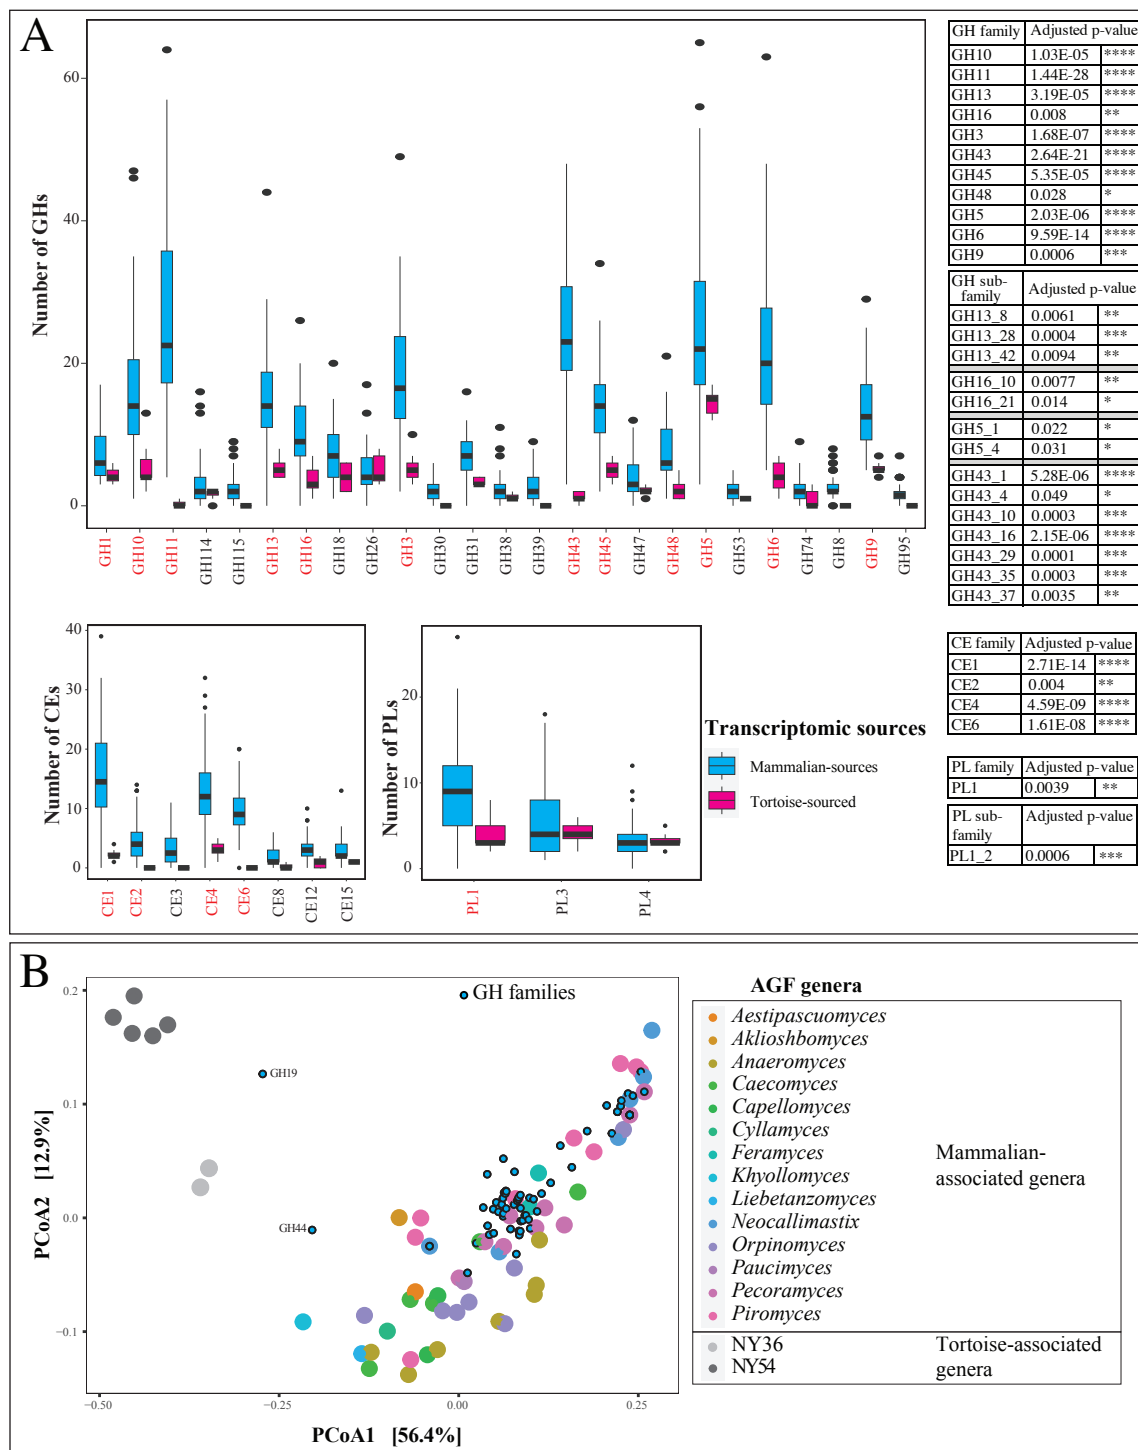 A
Number of GHs
60
40
20
0
GH1
GH10
GH11
GH114
GH115
GH13
GH16
GH18
GH26
GH3
GH30
GH31
GH38
GH39
GH43
GH45
GH47
GH48
GH5
GH53
GH6
GH74
GH8
GH9
GH95
GH family Adjusted p-value
GH10 1.03E-05 ****
GH11 1.44E-28 ****
GH13 3.19E-05 ****
GH16 0.008 **
GH3 1.68E-07 ****
GH43 2.64E-21 ****
GH45 5.35E-05 ****
GH48 0.028 *
GH5 2.03E-06 ****
GH6 9.59E-14 ****
GH9 0.0006 ***
GH sub-
family Adjusted p-value
GH13_8 0.0061 **
GH13_28 0.0004 ***
GH13_42 0.0094 **
GH16_10 0.0077 **
GH16_21 0.014 *
GH5_1 0.022 *
GH5_4 0.031 *
GH43_1 5.28E-06 ****
GH43_4 0.049 *
GH43_10 0.0003 ***
GH43_16 2.15E-06 ****
GH43_29 0.0001 ***
GH43_35 0.0003 ***
GH43_37 0.0035 **
Number of CEs
40
30
20
10
0
CE1
CE2
CE3
CE4
CE6
CE8
CE12
CE15
Number of PLs
20
10
0
PL1
PL3
PL4
Transcriptomic sources
Mammalian-sources
Tortoise-sourced
CE family Adjusted p-value
CE1 2.71E-14 ****
CE2 0.004 **
CE4 4.59E-09 ****
CE6 1.61E-08 ****
PL family Adjusted p-value
PL1 0.0039 **
PL sub-
family Adjusted p-value
PL1_2 0.0006 ***
B
PCoA2 [12.9%]
0.2
0.1
0.0
−0.1
GH families
GH19
GH44
−0.50
−0.25
0.00
0.25
PCoA1 [56.4%]
AGF genera
Aestipascuomyces
Aklioshbomyces
Anaeromyces
Caecomyces
Capellomyces
Cyllamyces
Feramyces
Khyollomyces
Liebetanzomyces
Neocallimastix
Orpinomyces
Paucimyces
Pecoramyces
Piromyces
Mammalian-
associated genera
NY36
NY54
Tortoise-associated
genera